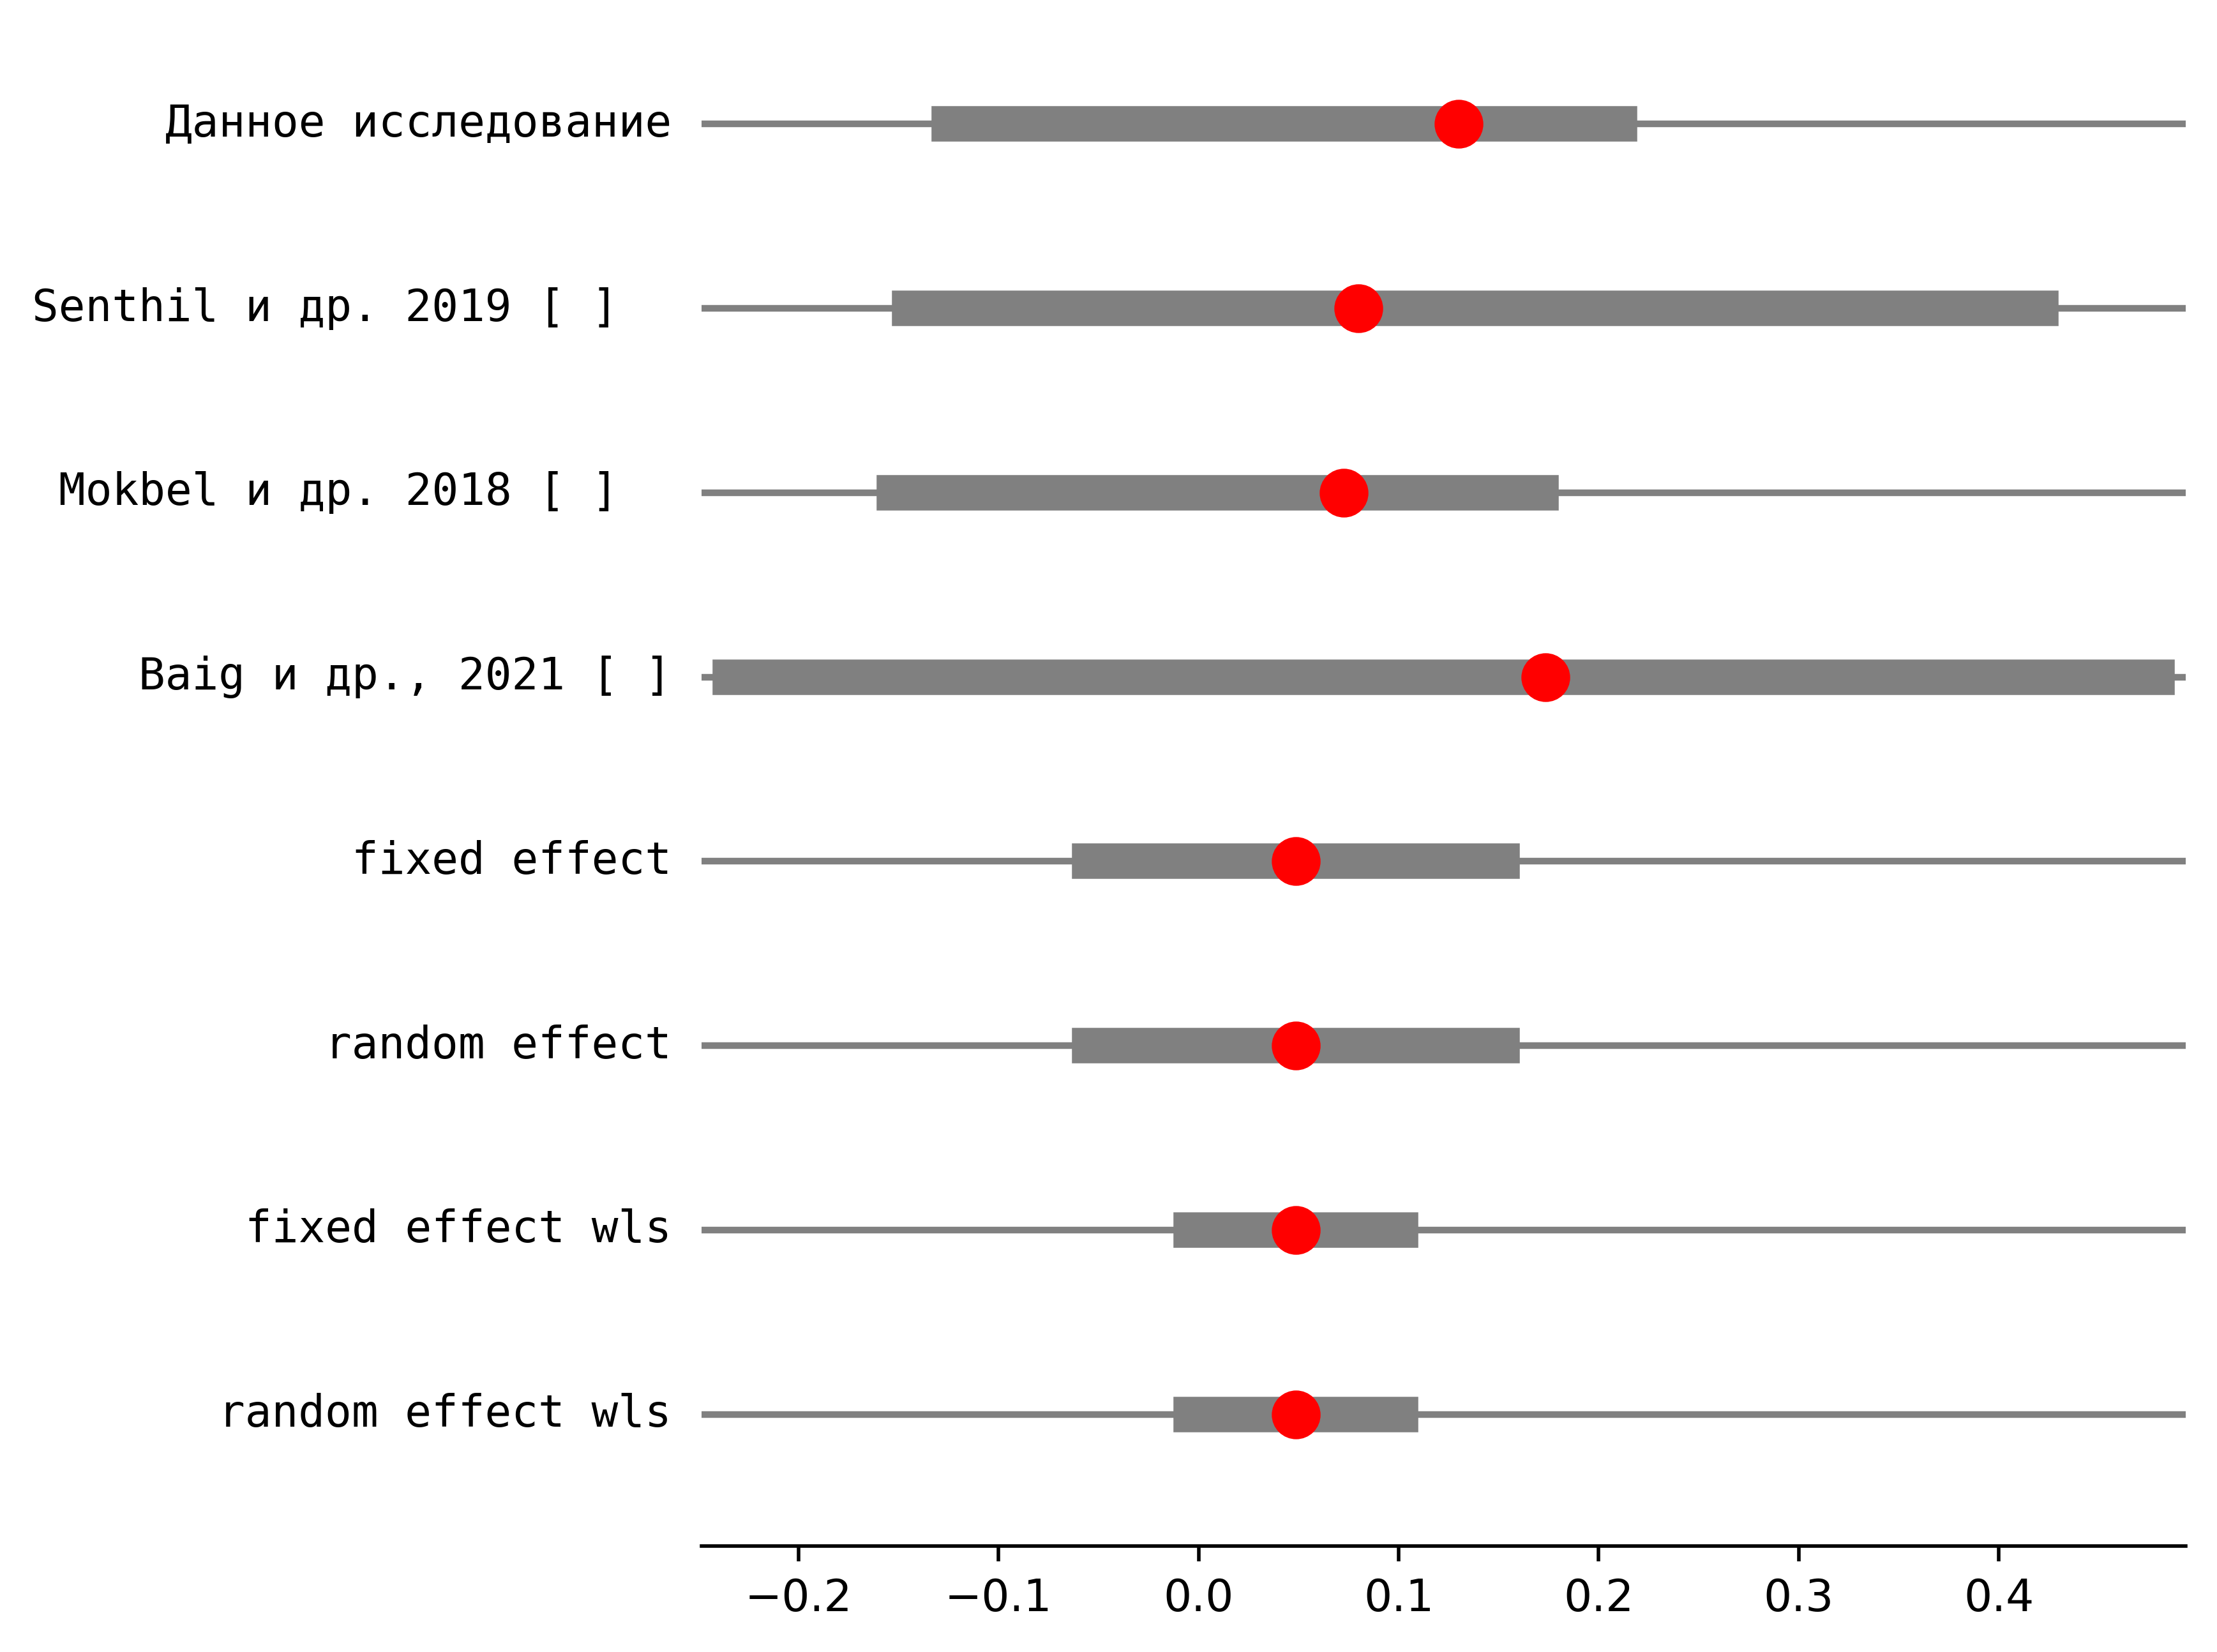 Данное исследование
Senthil и др. 2019 [ ]
Mokbel и др. 2018 [ ]
Baig и др., 2021 [ ]
fixed effect
random effect
fixed effect wls
random effect wls
−0.2 −0.1 0.0 0.1 0.2 0.3 0.4